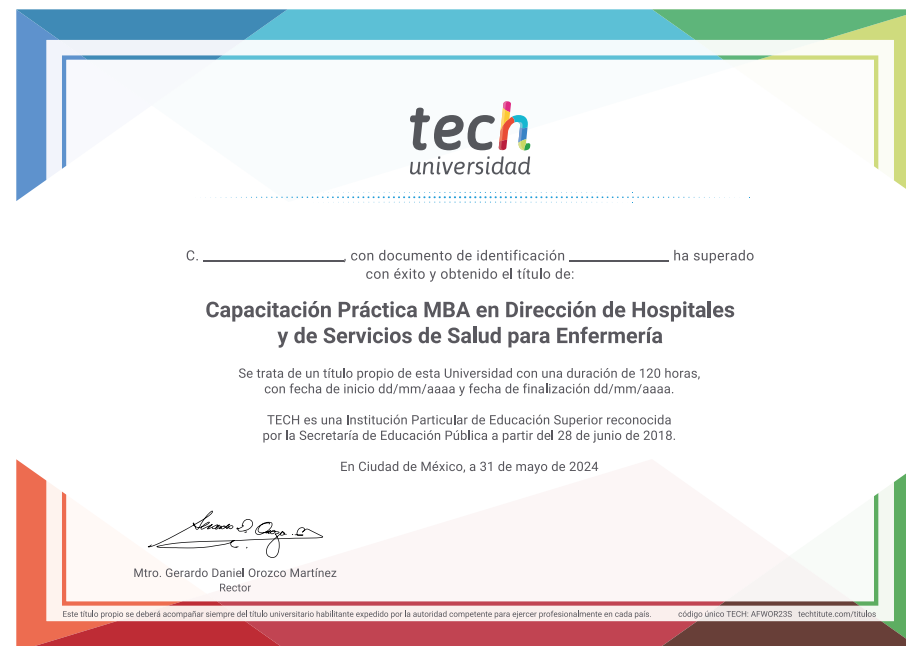 tech
universidad
C. ____________, con documento de identificación ____________ ha superado
con éxito y obtenido el título de:
Capacitación Práctica MBA en Dirección de Hospitales
y de Servicios de Salud para Enfermería
Se trata de un título propio de esta Universidad con una duración de 120 horas,
con fecha de inicio dd/mm/aaaa y fecha de finalización dd/mm/aaaa.
TECH es una Institución Particular de Educación Superior reconocida
por la Secretaría de Educación Pública a partir del 28 de junio de 2018.
En Ciudad de México, a 31 de mayo de 2024
Mtro. Gerardo Daniel Orozco Martínez
Rector
Este título propio se deberá acompañar siempre del título universitario habilitante expedido por la autoridad competente para ejercer profesionalmente en cada país. código único TECH: AFWOR23S techtitute.com/titulos